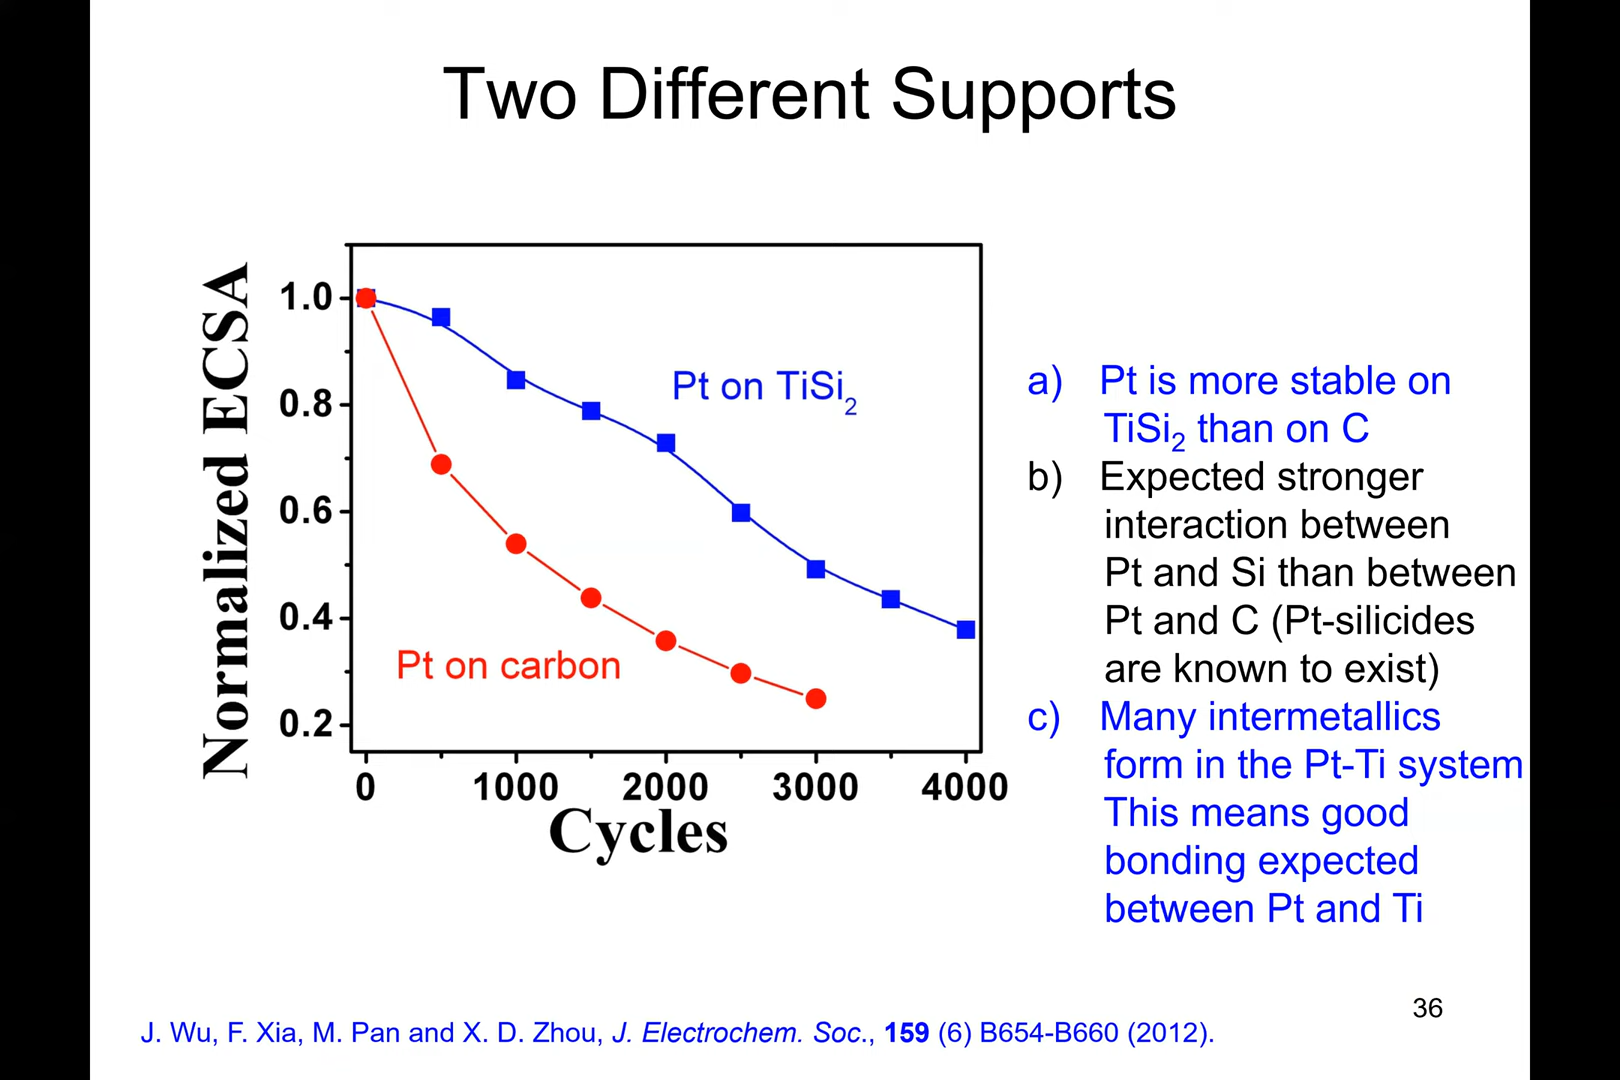 Two Different Supports
Normalized ECSA
1.0
0.8
0.6
0.4
0.2
Pt on TiSi₂
Pt on carbon
0 1000 2000 3000 4000
Cycles
a) Pt is more stable on
TiSi₂ than on C
b) Expected stronger
interaction between
Pt and Si than between
Pt and C (Pt-silicides
are known to exist)
c) Many intermetallics
form in the Pt-Ti system
This means good
bonding expected
between Pt and Ti
36
J. Wu, F. Xia, M. Pan and X. D. Zhou, J. Electrochem. Soc., 159 (6) B654-B660 (2012).